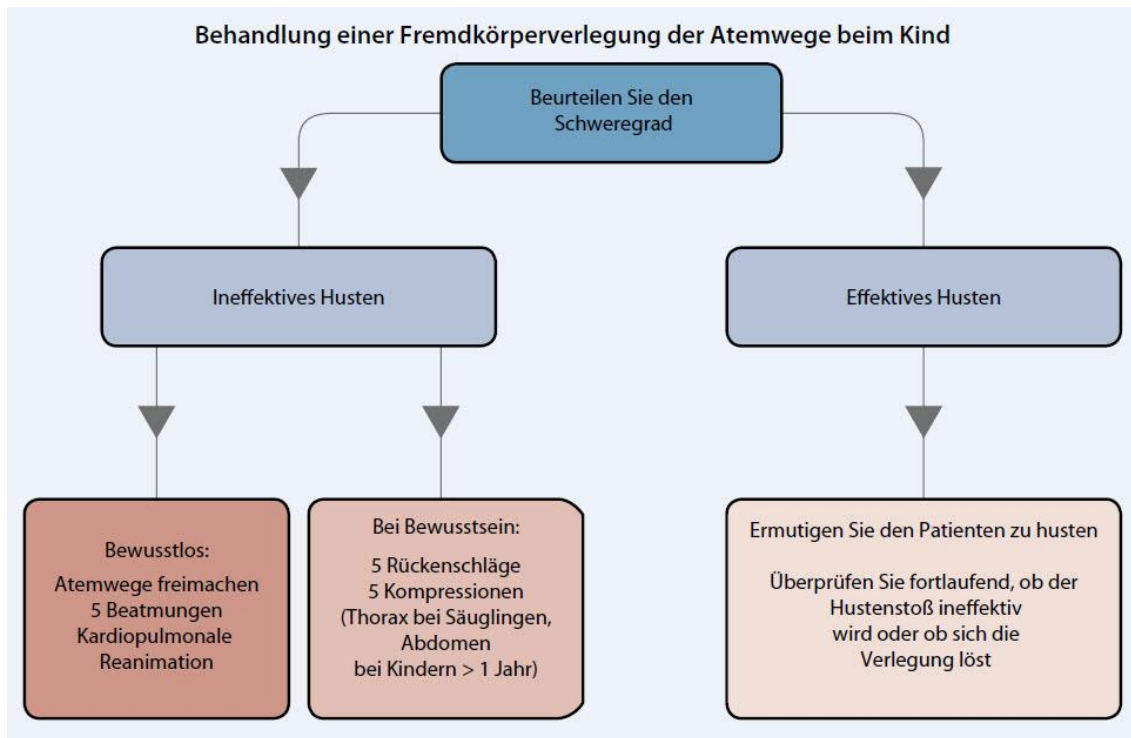 Behandlung einer Fremdkörperverlegung der Atemwege beim Kind
Beurteilen Sie den
Schweregrad
Ineffektives Husten
Effektives Husten
Bewusstlos:
Atemwege freimachen
5 Beatmungen
Kardiopulmonale
Reanimation
Bei Bewusstsein:
5 Rückenschläge
5 Kompressionen
(Thorax bei Säuglingen,
Abdomen
bei Kindern > 1 Jahr)
Ermutigen Sie den Patienten zu husten
Überprüfen Sie fortlaufend, ob der
Hustenstoß ineffektiv
wird oder ob sich die
Verlegung löst